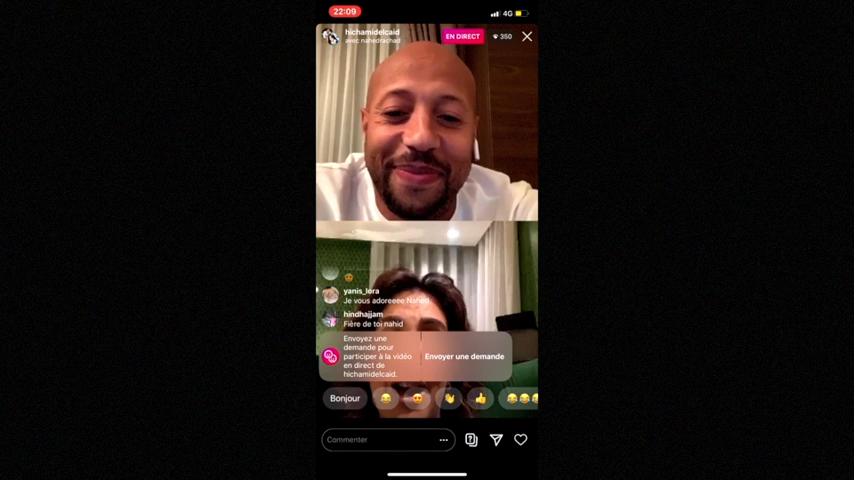 22:09
4G
hichamidelcaid
avec nahedrachad
EN DIRECT
350
yanis_lora
Je vous adoreeee Nahed
hindhajjam
Fière de toi nahid
Envoyez une
demande pour
participer à la vidéo
en direct de
hichamidelcaid.
Envoyer une demande
Bonjour
Commenter